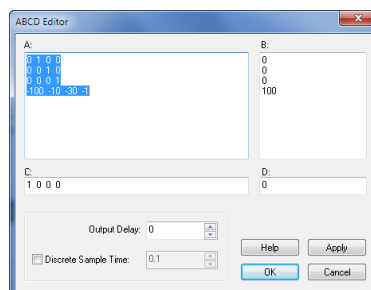 ABCD Editor
A:
0 1 0 0
0 0 1 0
0 0 0 1
-100 -10 -30 -1
B:
0
0
0
100
C:
1 0 0 0
D:
0
Output Delay: 0
Discrete Sample Time: 0.1
Help Apply
OK Cancel